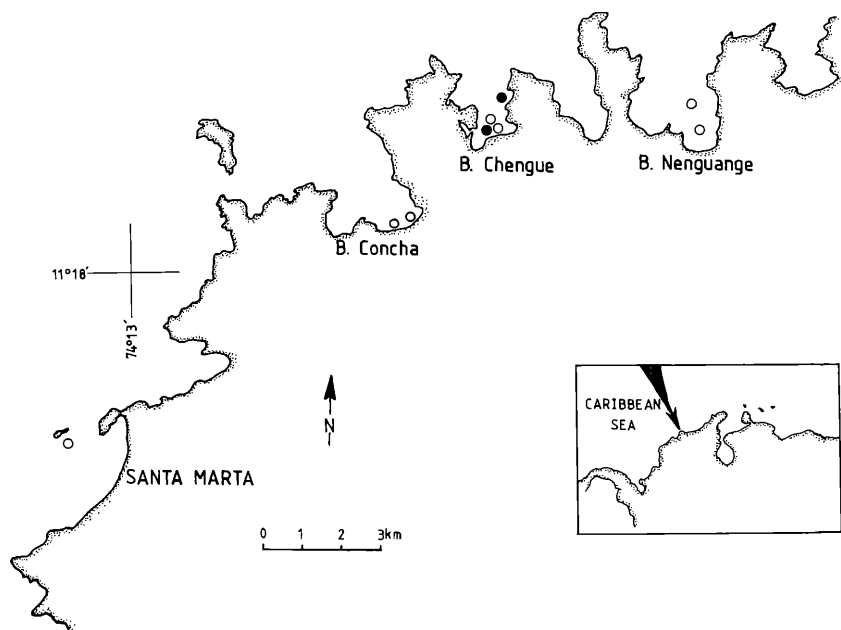 B. Chengue
B. Nenguange
B. Concha
11°18′
74°13′
CARIBBEAN
SEA
N
SANTA MARTA
0 1 2 3km